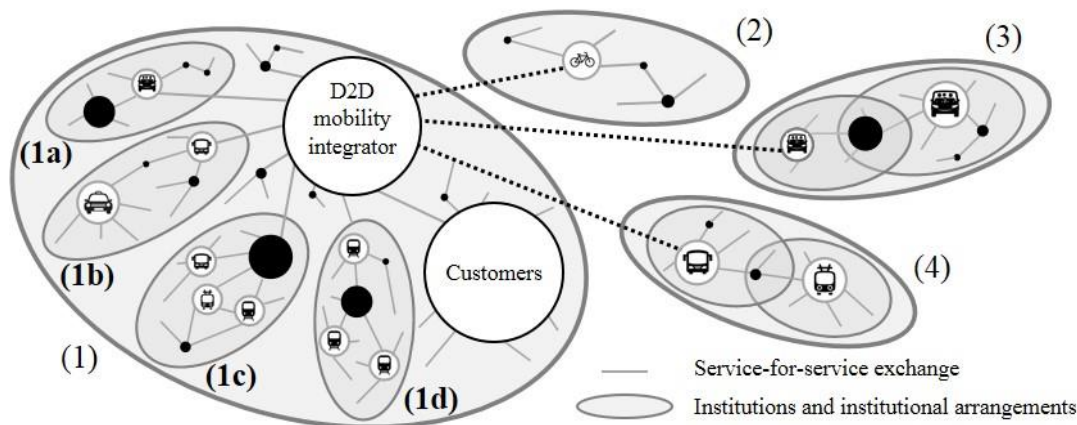 (2)
(3)
D2D
mobility
integrator
(1a)
(1b)
Customers
(4)
(1)
(1c)
(1d)
Service-for-service exchange
Institutions and institutional arrangements